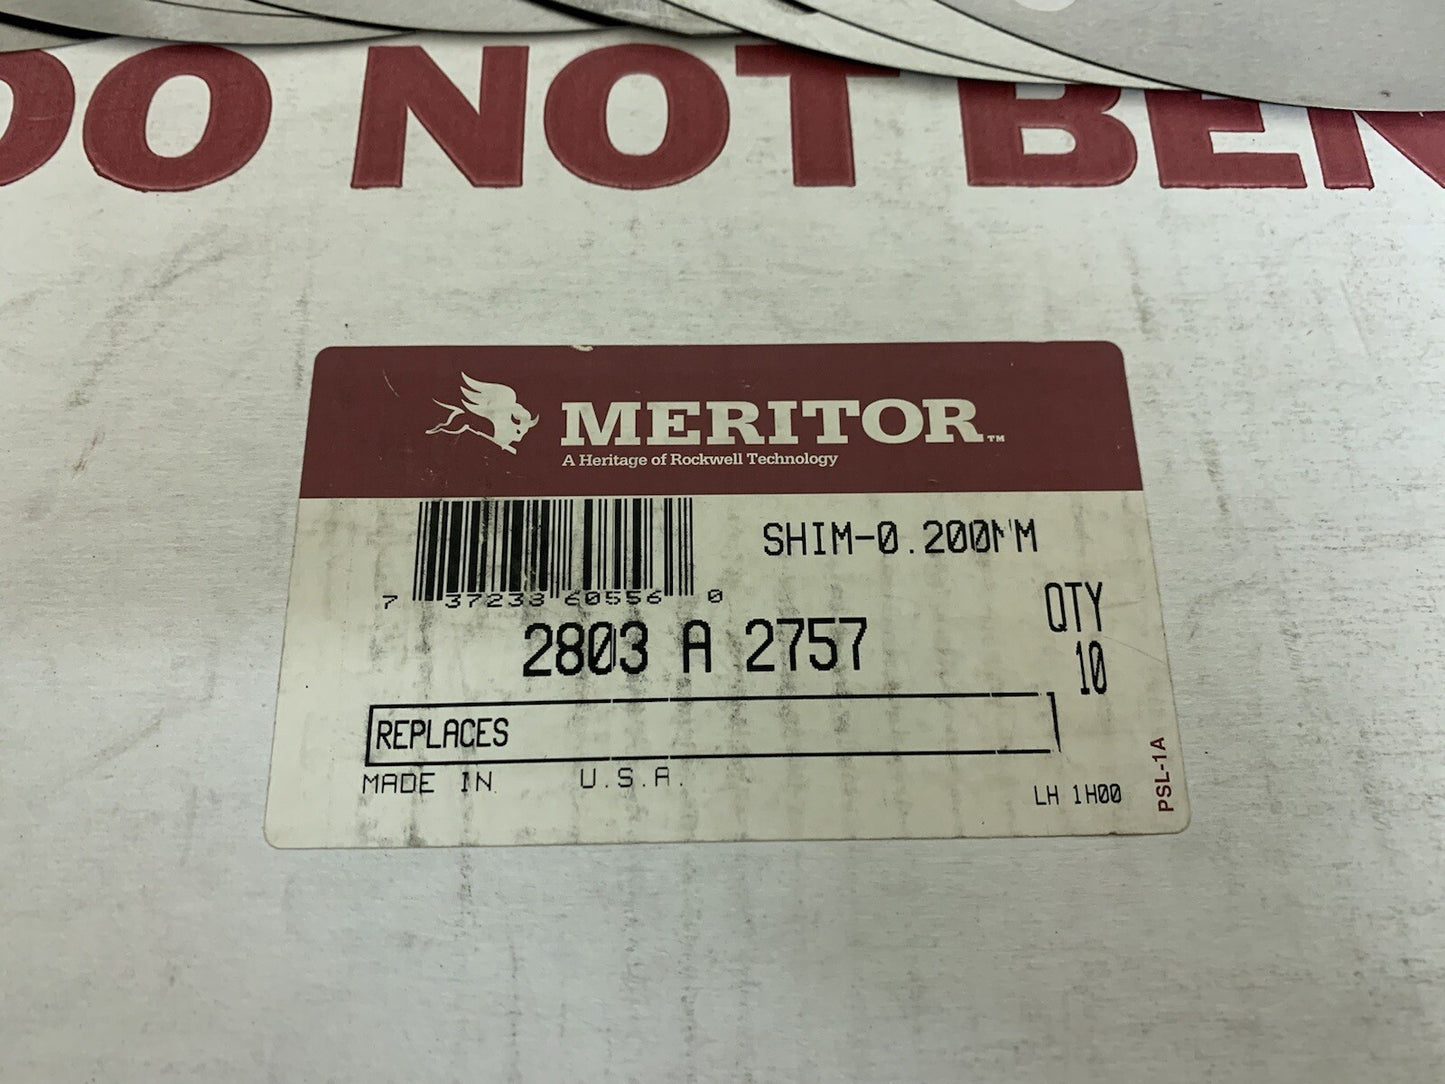 DO NOT BEN
MERITOR™
A Heritage of Rockwell Technology
SHIM-0.200MM
7 37233 60556 0
QTY
2803 A 2757
10
REPLACES
MADE IN U.S.A.
LH 1H00
PSL-1A